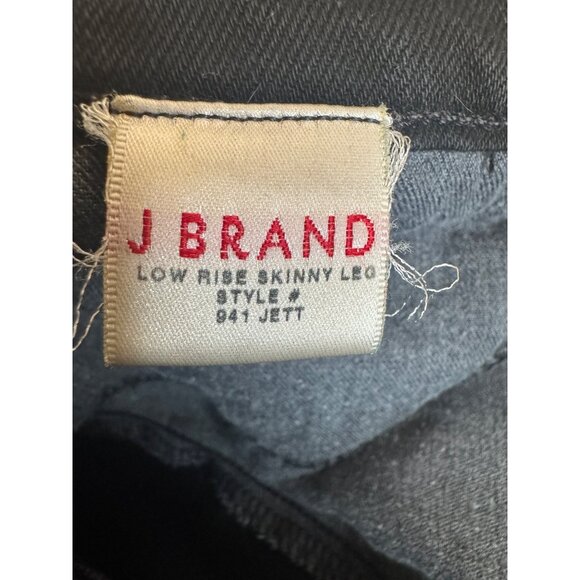 J BRAND
LOW RISE SKINNY LEG
STYLE #
941 JETT